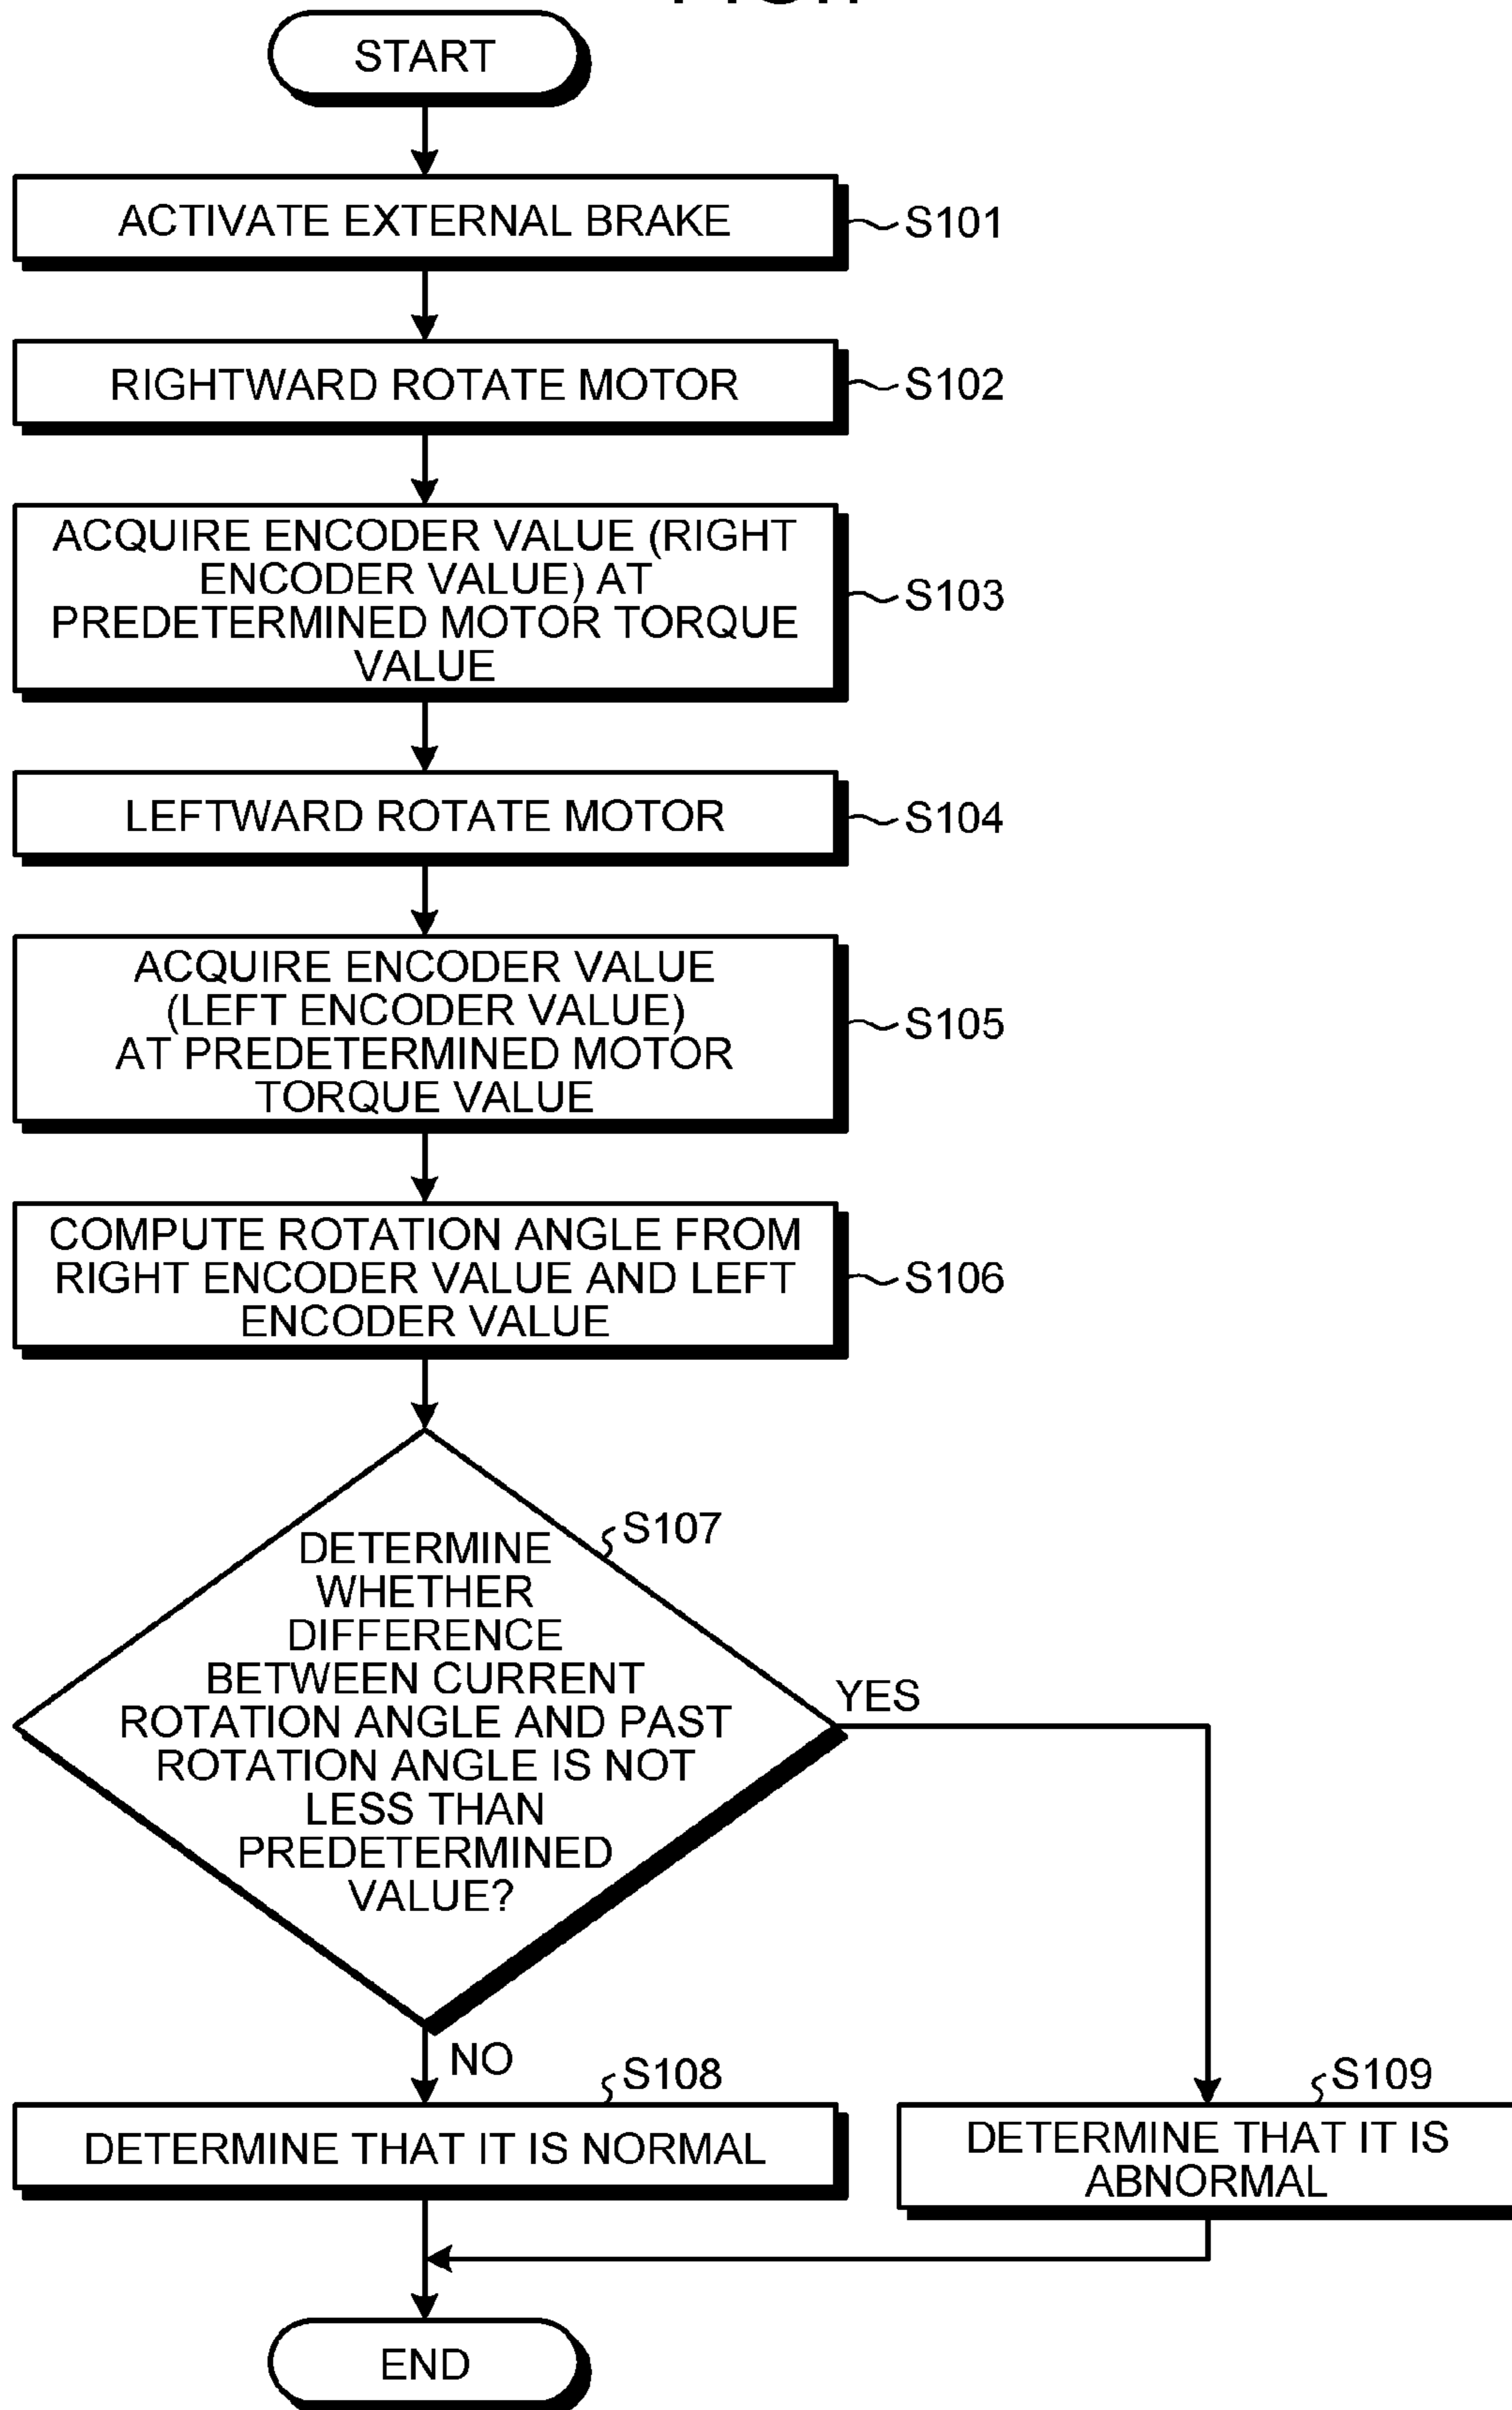 START
ACTIVATE EXTERNAL BRAKE
S101
RIGHTWARD ROTATE MOTOR
S102
ACQUIRE ENCODER VALUE (RIGHT
ENCODER VALUE) AT
PREDETERMINED MOTOR TORQUE
VALUE
S103
LEFTWARD ROTATE MOTOR
S104
ACQUIRE ENCODER VALUE
(LEFT ENCODER VALUE)
AT PREDETERMINED MOTOR
TORQUE VALUE
S105
COMPUTE ROTATION ANGLE FROM
RIGHT ENCODER VALUE AND LEFT
ENCODER VALUE
S106
S107
DETERMINE
WHETHER
DIFFERENCE
BETWEEN CURRENT
ROTATION ANGLE AND PAST
ROTATION ANGLE IS NOT
LESS THAN
PREDETERMINED
VALUE?
YES
NO
S108
DETERMINE THAT IT IS NORMAL
S109
DETERMINE THAT IT IS
ABNORMAL
END